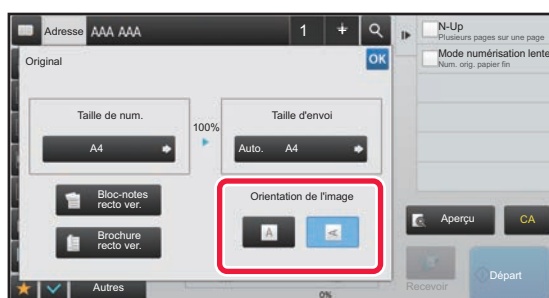 Adresse AAA AAA 1
N-Up
Plusieurs pages sur une page
Mode numérisation lente
Num. orig. papier fin
Original
OK
Taille de num.
100%
Taille d'envoi
A4
Auto. A4
Bloc-notes
recto ver.
Orientation de l'image
A A
Brochure
recto ver.
Aperçu
CA
Autres
0%
Recevoir
Départ